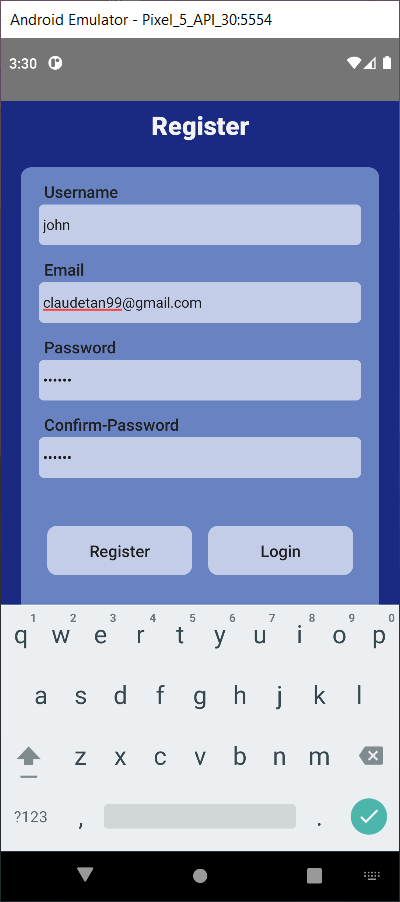 Android Emulator - Pixel_5_API_30:5554
3:30
Register
Username
john
Email
claudetan99@gmail.com
Password
••••••
Confirm-Password
••••••
Register Login
1 2 3 4 5 6 7 8 9 0
q w e r t y u i o p
a s d f g h j k l
z x c v b n m
?123 , .